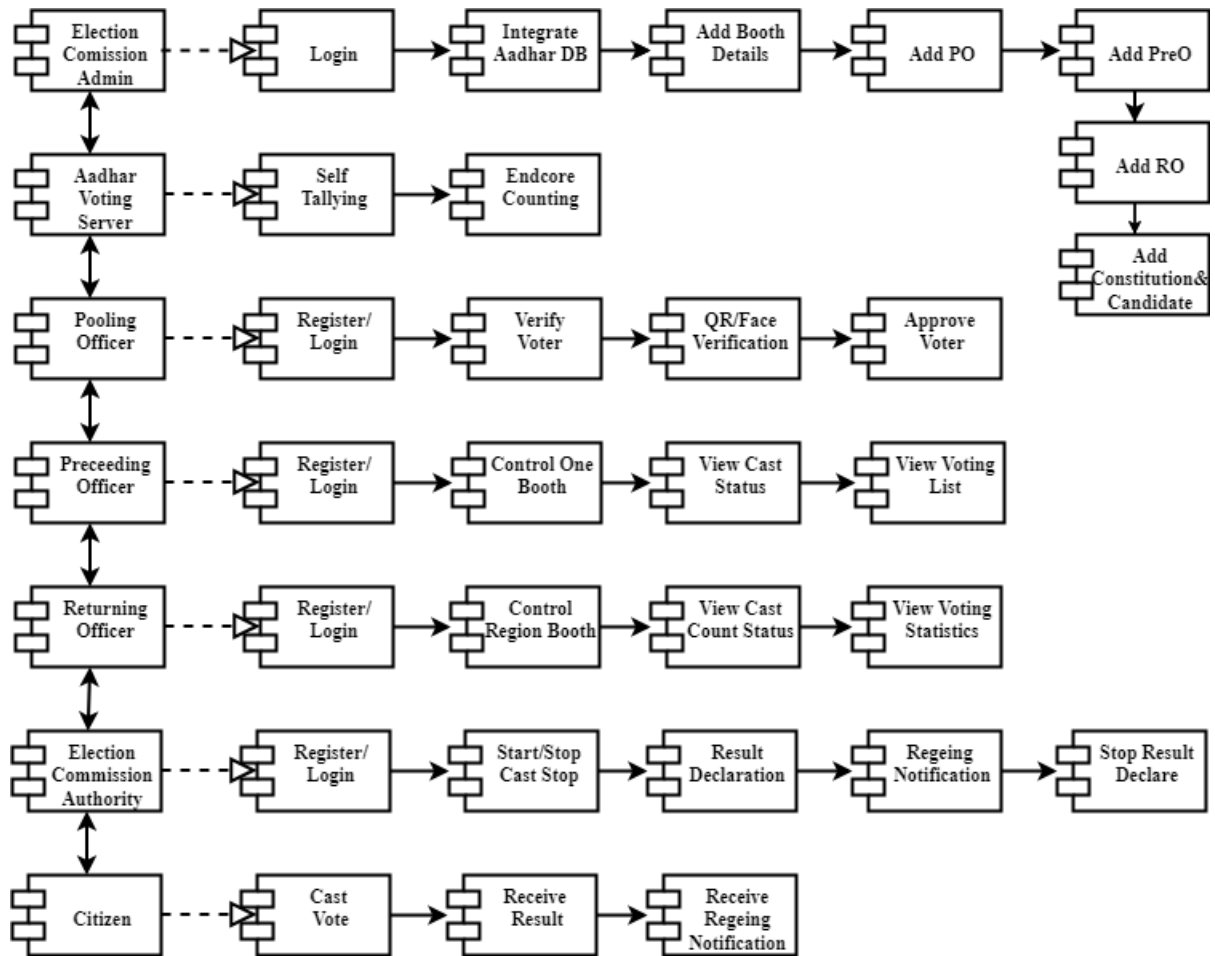 Election
Comission
Admin
Login
Integrate
Aadhar DB
Add Booth
Details
Add PO
Add PreO
Add RO
Add
Constitution&
Candidate
Aadhar
Voting
Server
Self
Tallying
Endcore
Counting
Pooling
Officer
Register/
Login
Verify
Voter
QR/Face
Verification
Approve
Voter
Preceeding
Officer
Register/
Login
Control One
Booth
View Cast
Status
View Voting
List
Returning
Officer
Register/
Login
Control
Region Booth
View Cast
Count Status
View Voting
Statistics
Election
Commission
Authority
Register/
Login
Start/Stop
Cast Stop
Result
Declaration
Regeing
Notification
Stop Result
Declare
Citizen
Cast
Vote
Receive
Result
Receive
Regeing
Notification